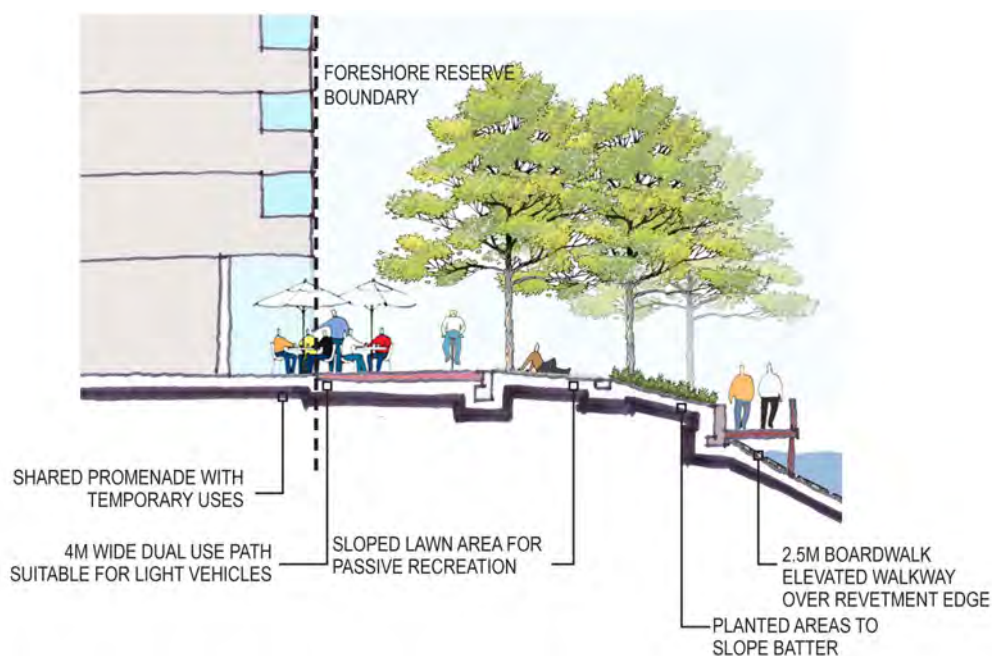 FORESHORE RESERVE
BOUNDARY
SHARED PROMENADE WITH
TEMPORARY USES
4M WIDE DUAL USE PATH
SUITABLE FOR LIGHT VEHICLES
SLOPED LAWN AREA FOR
PASSIVE RECREATION
2.5M BOARDWALK
ELEVATED WALKWAY
OVER REVETMENT EDGE
PLANTED AREAS TO
SLOPE BATTER